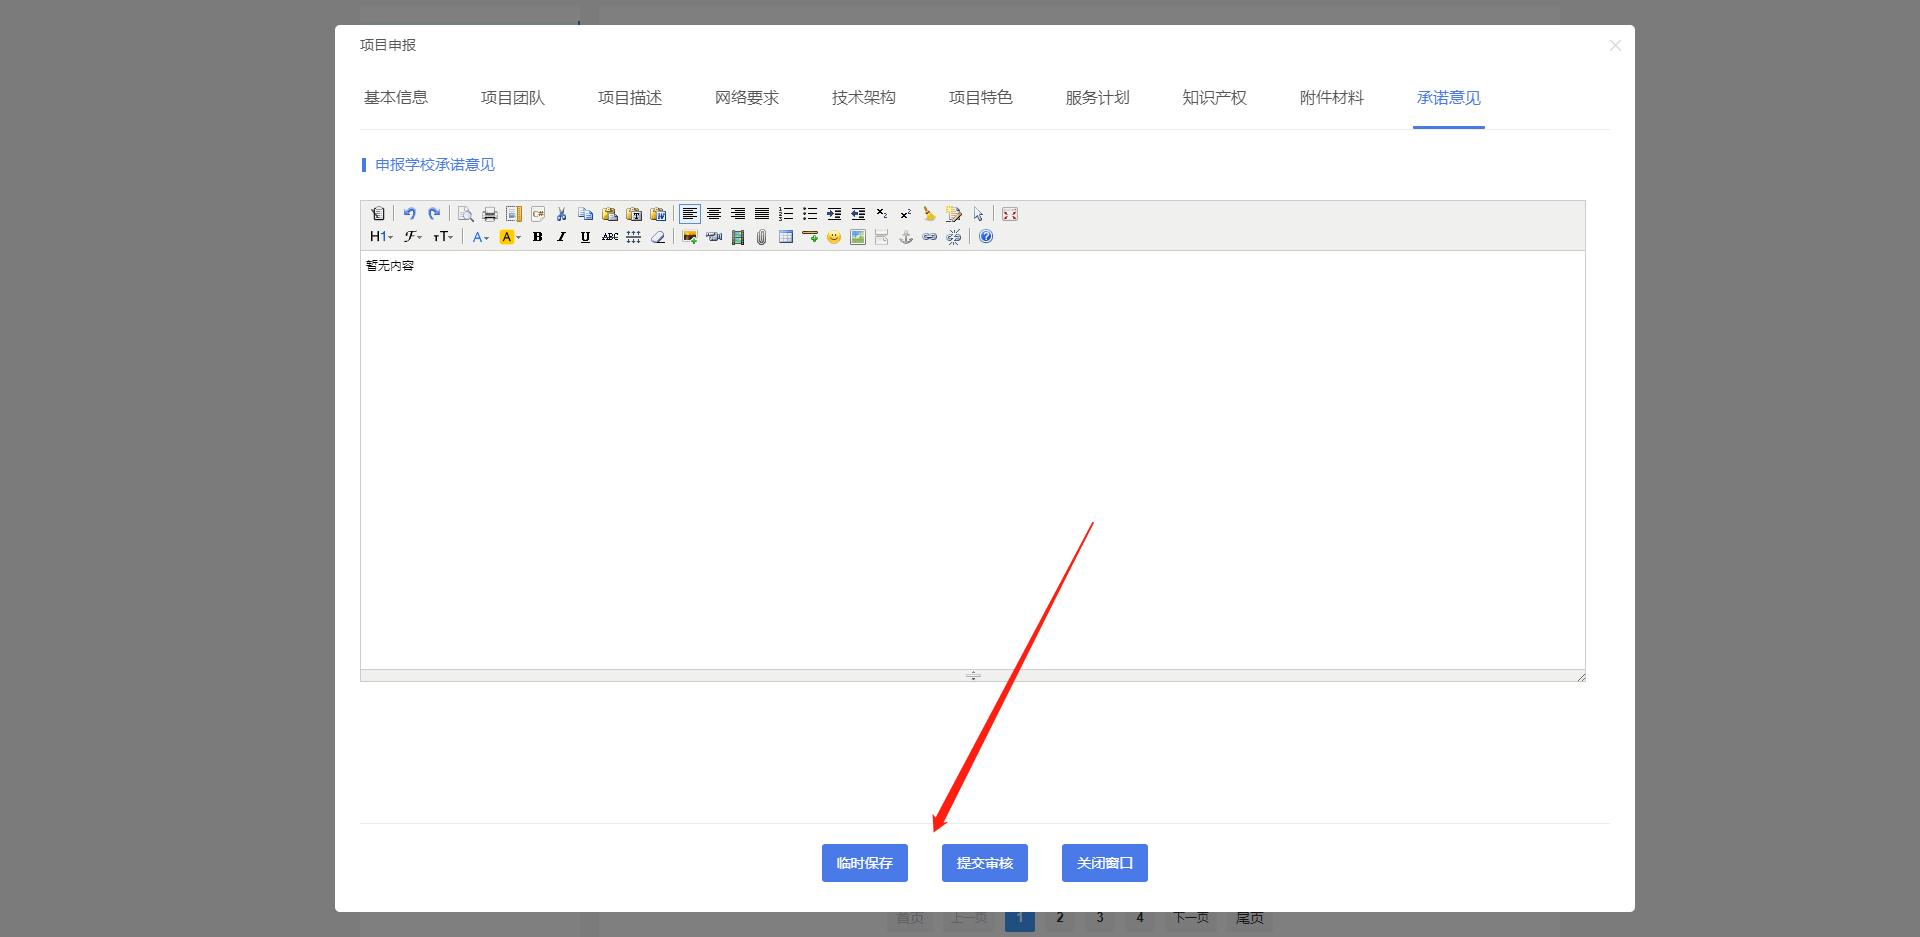 项目申报
基本信息 项目团队 项目描述 网络要求 技术架构 项目特色 服务计划 知识产权 附件材料 承诺意见
申报学校承诺意见
H1 F тT A A B I U ABC
暂无内容
临时保存 提交审核 关闭窗口
首页 上一页 1 2 3 4 下一页 尾页